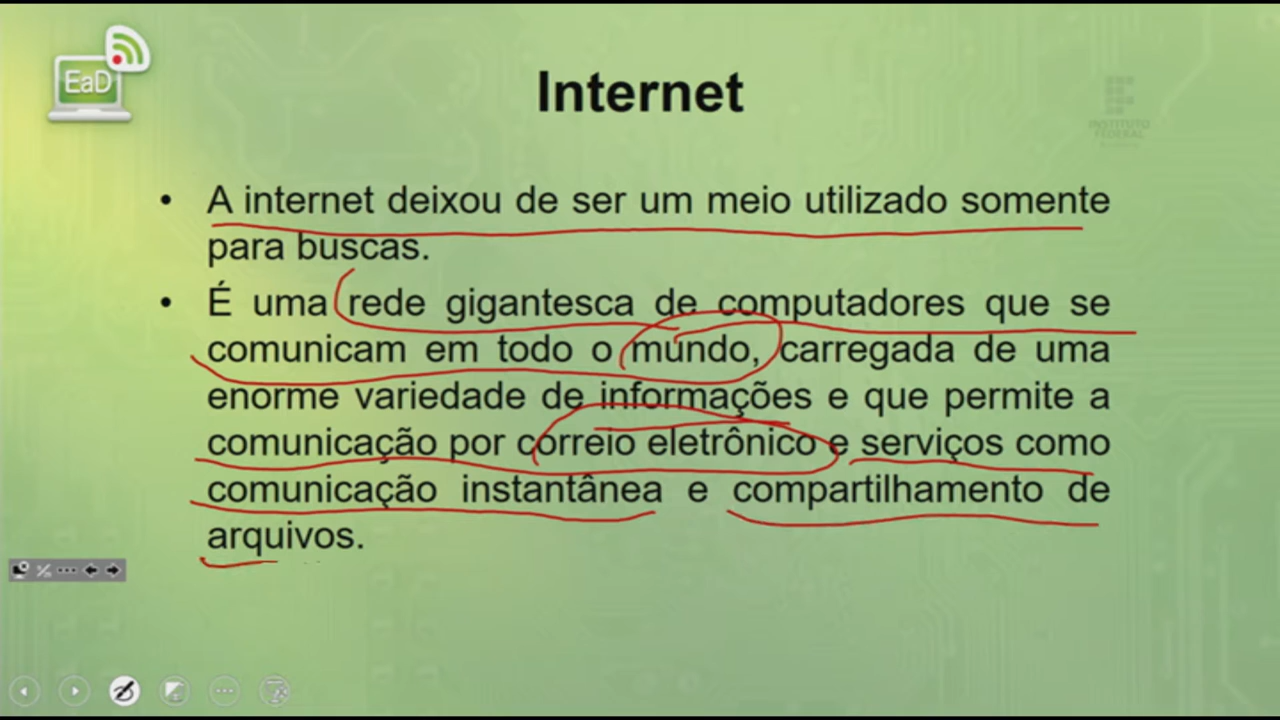 EaD
Internet
INSTITUTO
FEDERAL
• A internet deixou de ser um meio utilizado somente
para buscas.
• É uma rede gigantesca de computadores que se
comunicam em todo o mundo, carregada de uma
enorme variedade de informações e que permite a
comunicação por correio eletrônico e serviços como
comunicação instantânea e compartilhamento de
arquivos.